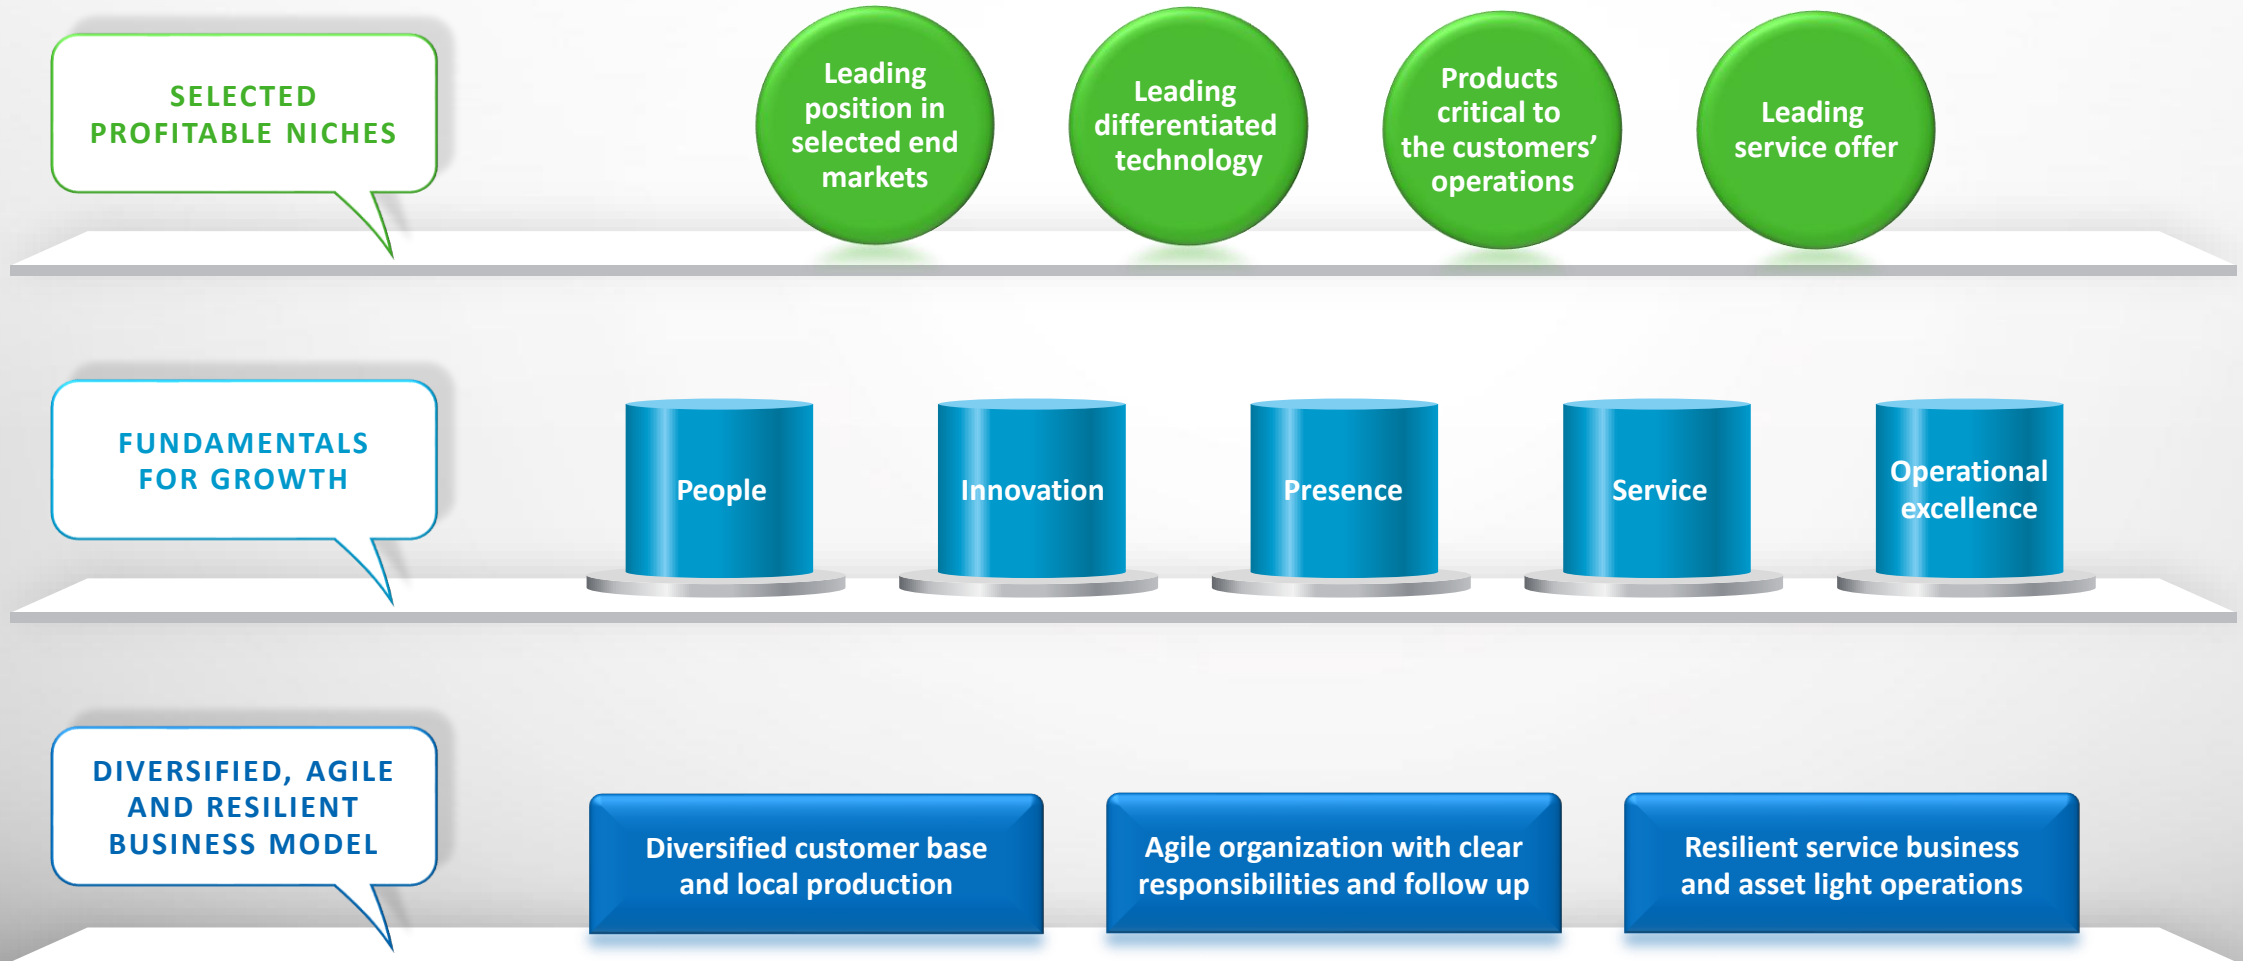 SELECTED
PROFITABLE NICHES
Leading
position in
selected end
markets
Leading
differentiated
technology
Products
critical to
the customers’
operations
Leading
service offer
FUNDAMENTALS
FOR GROWTH
People
Innovation
Presence
Service
Operational
excellence
DIVERSIFIED, AGILE
AND RESILIENT
BUSINESS MODEL
Diversified customer base
and local production
Agile organization with clear
responsibilities and follow up
Resilient service business
and asset light operations